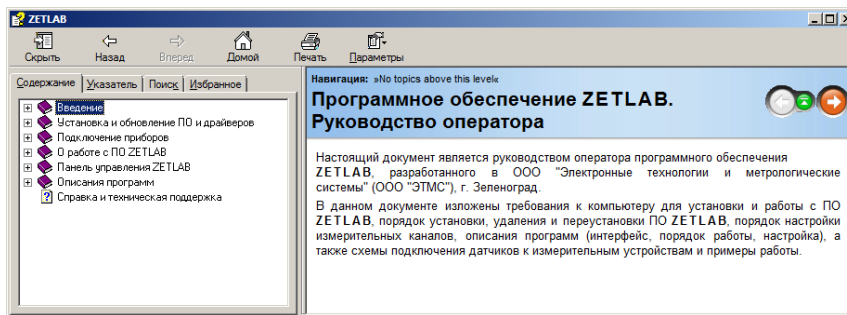 ZETLAB
Скрыть Назад Вперед Домой Печать Параметры
Содержание Указатель Поиск Избранное
Введение
Установка и обновление ПО и драйверов
Подключение приборов
О работе с ПО ZETLAB
Панель управления ZETLAB
Описания программ
Справка и техническая поддержка
Навигация: »No topics above this level«
Программное обеспечение ZETLAB.
Руководство оператора
Настоящий документ является руководством оператора программного обеспечения
ZETLAB, разработанного в ООО "Электронные технологии и метрологические
системы" (ООО "ЭТМС"), г. Зеленоград.
В данном документе изложены требования к компьютеру для установки и работы с ПО
ZETLAB, порядок установки, удаления и переустановки ПО ZETLAB, порядок настройки
измерительных каналов, описания программ (интерфейс, порядок работы, настройка), а
также схемы подключения датчиков к измерительным устройствам и примеры работы.